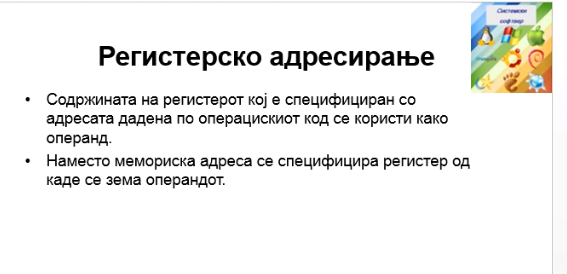 Системски
софтвер
Регистерско адресирање
• Содржината на регистерот кој е специфициран со
адресата дадена по операцискиот код се користи како
операнд.
• Наместо мемориска адреса се специфицира регистер од
каде се зема операндот.